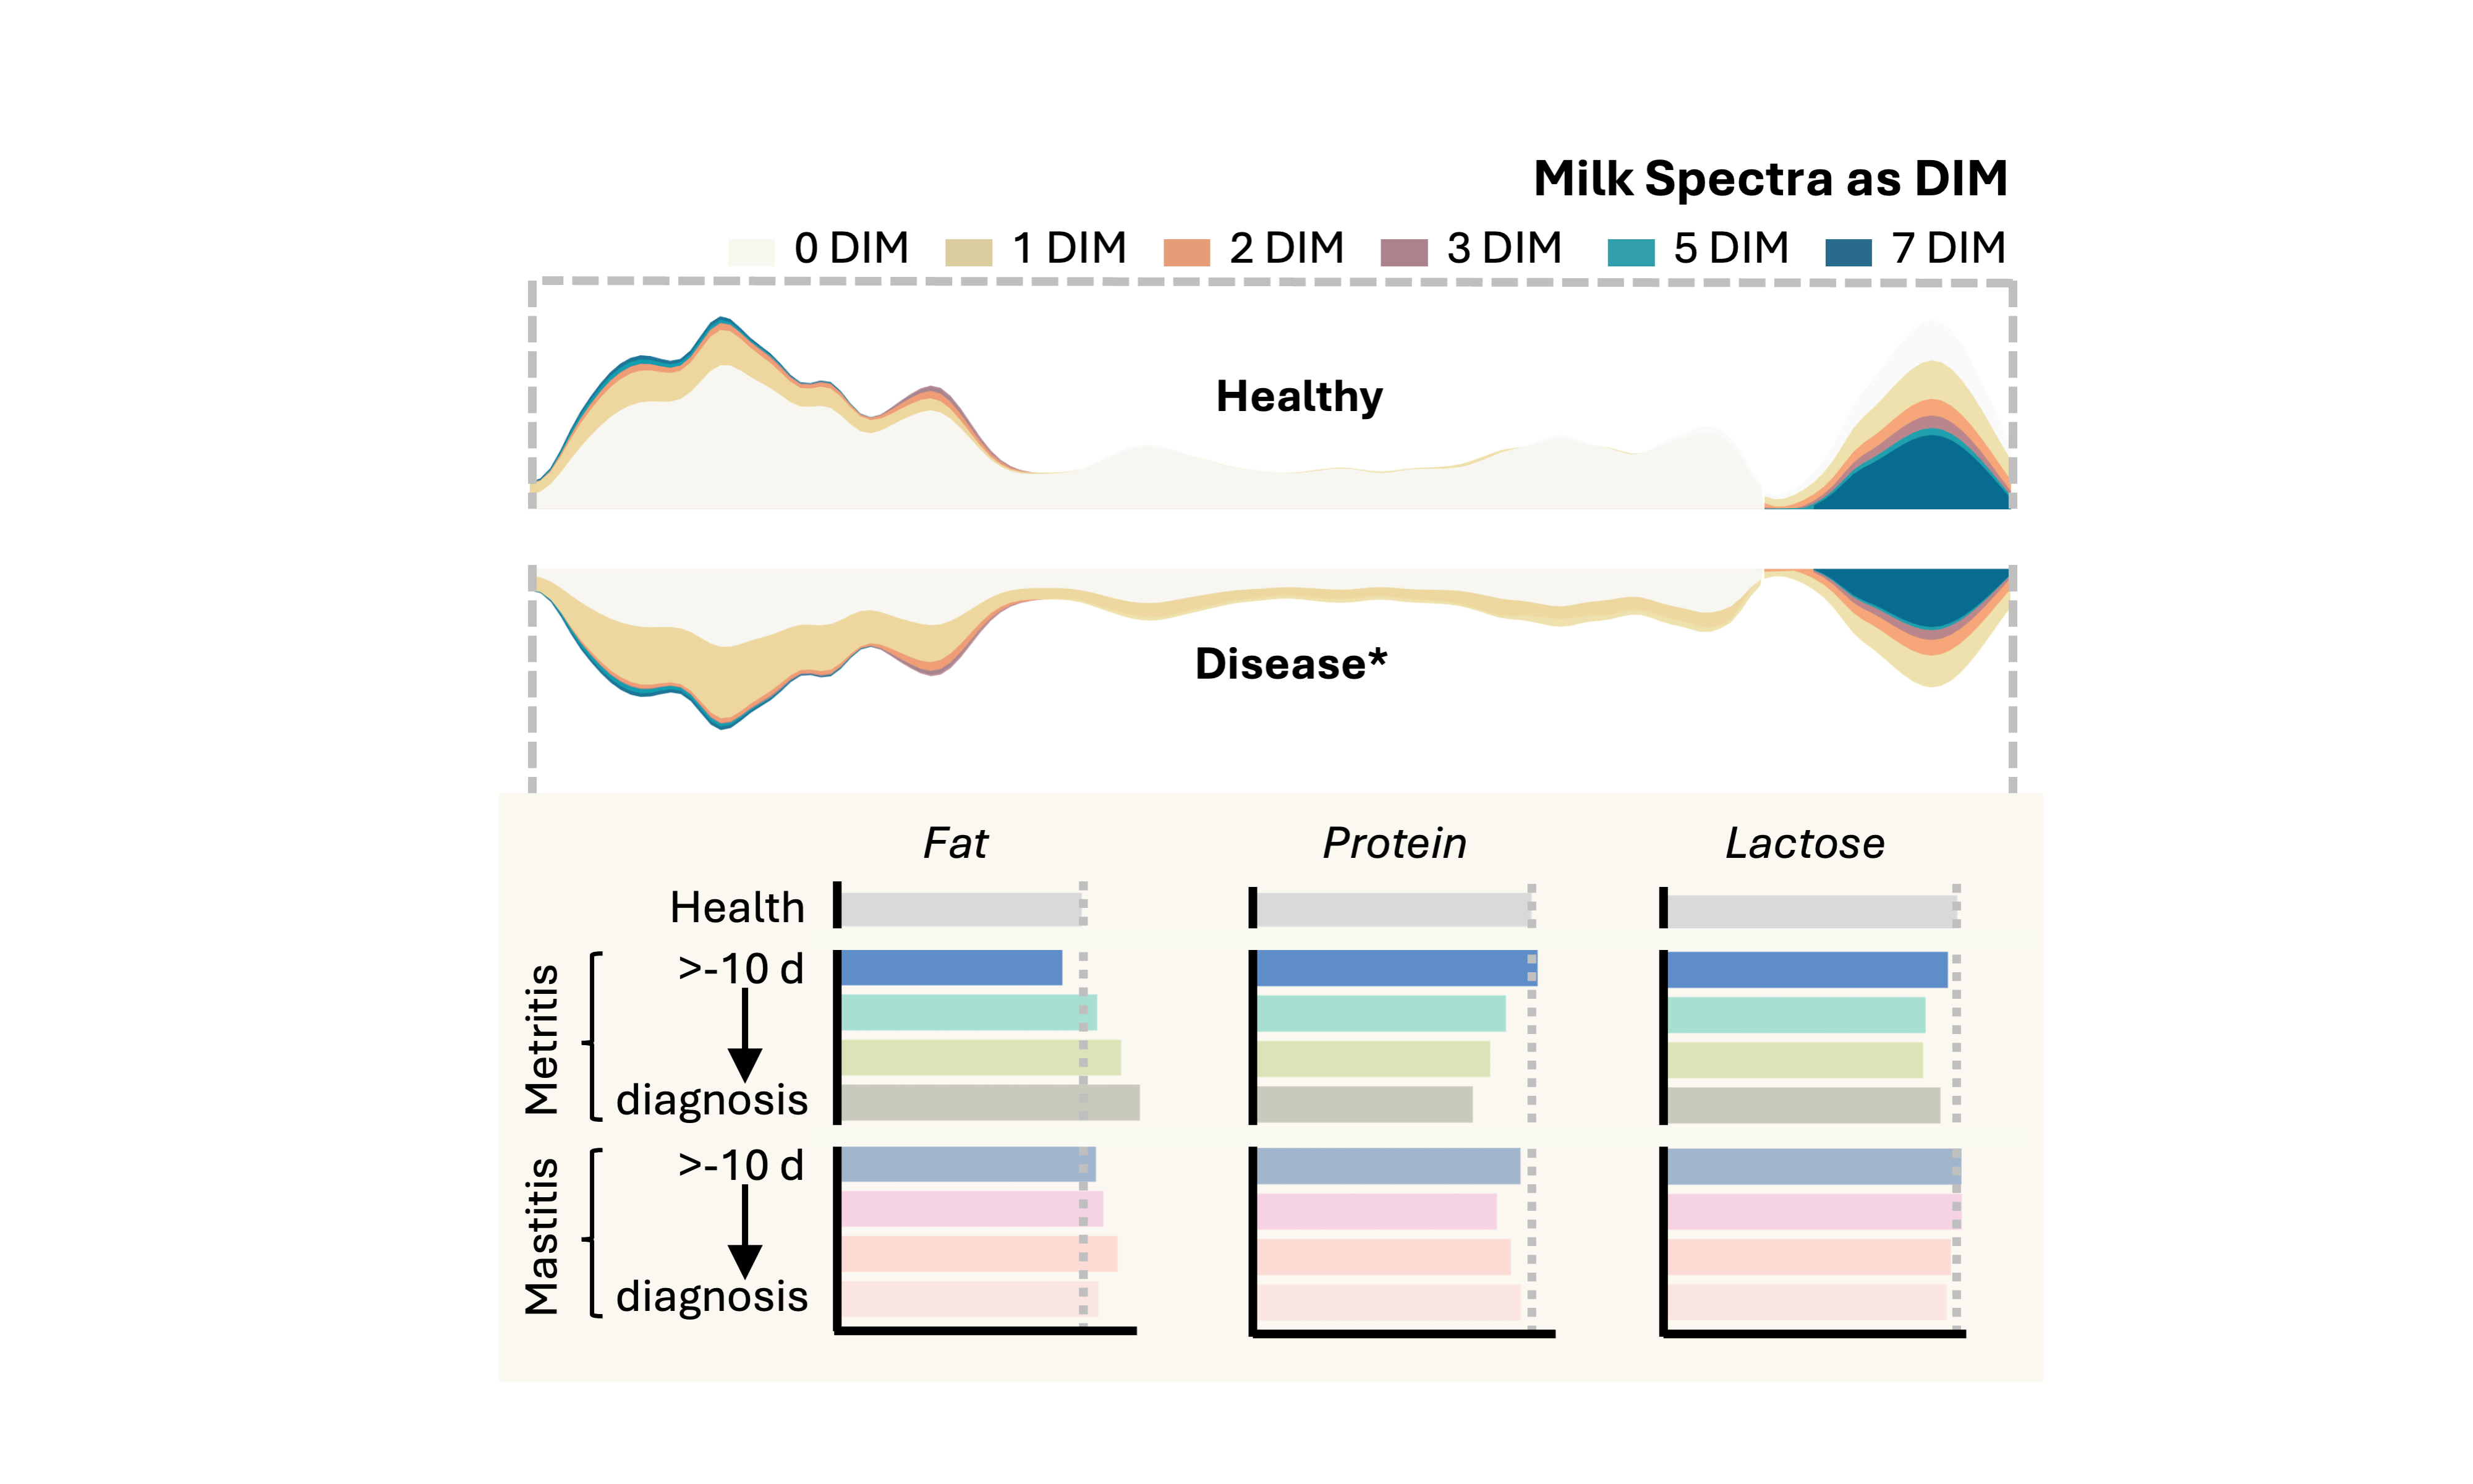 Milk Spectra as DIM
0 DIM 1 DIM 2 DIM 3 DIM 5 DIM 7 DIM
Healthy
Disease*
Fat Protein Lactose
Health
Metritis
>-10 d
diagnosis
Mastitis
>-10 d
diagnosis